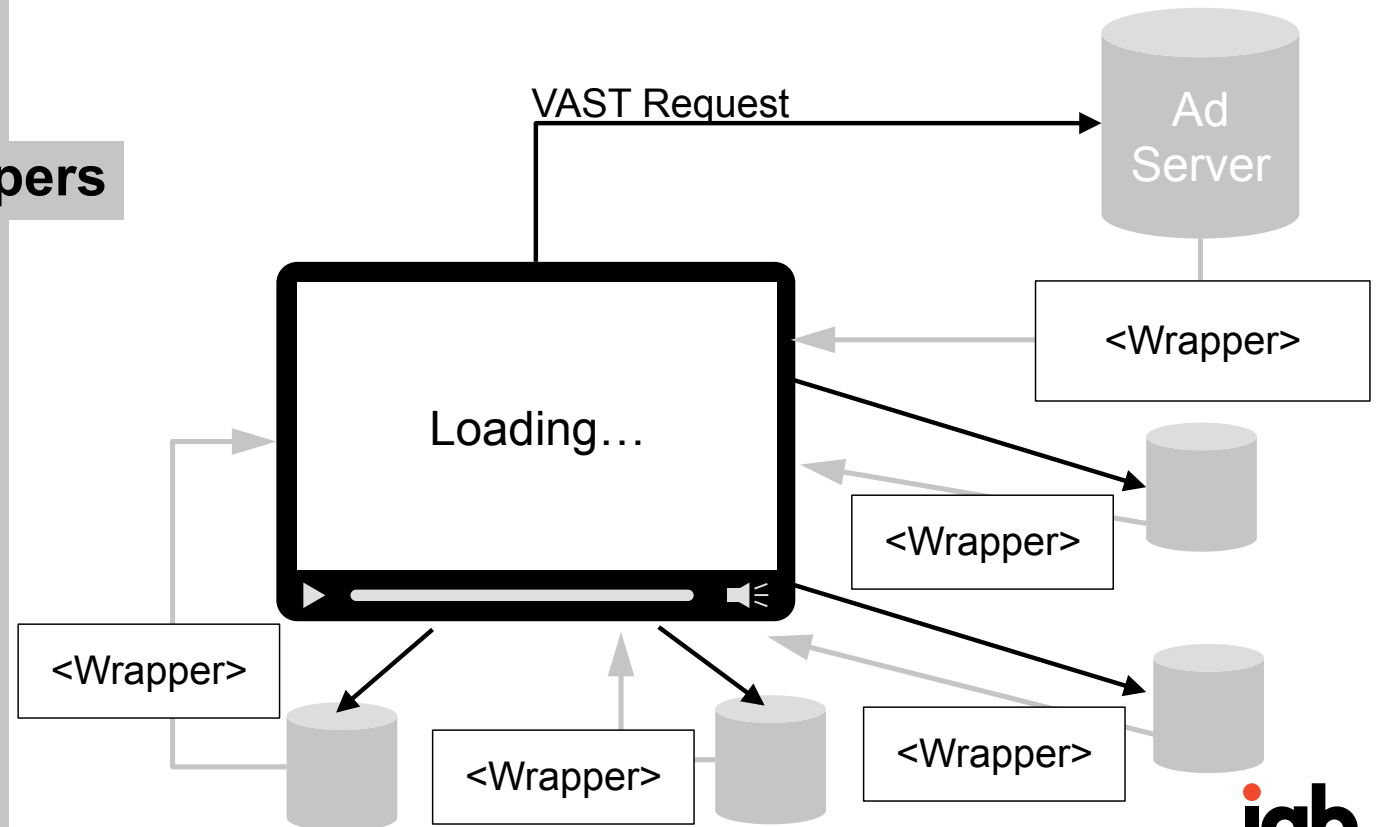 VAST Request
Ad
Server
pers
<Wrapper>
Loading…
<Wrapper>
<Wrapper>
<Wrapper>
<Wrapper>
iab